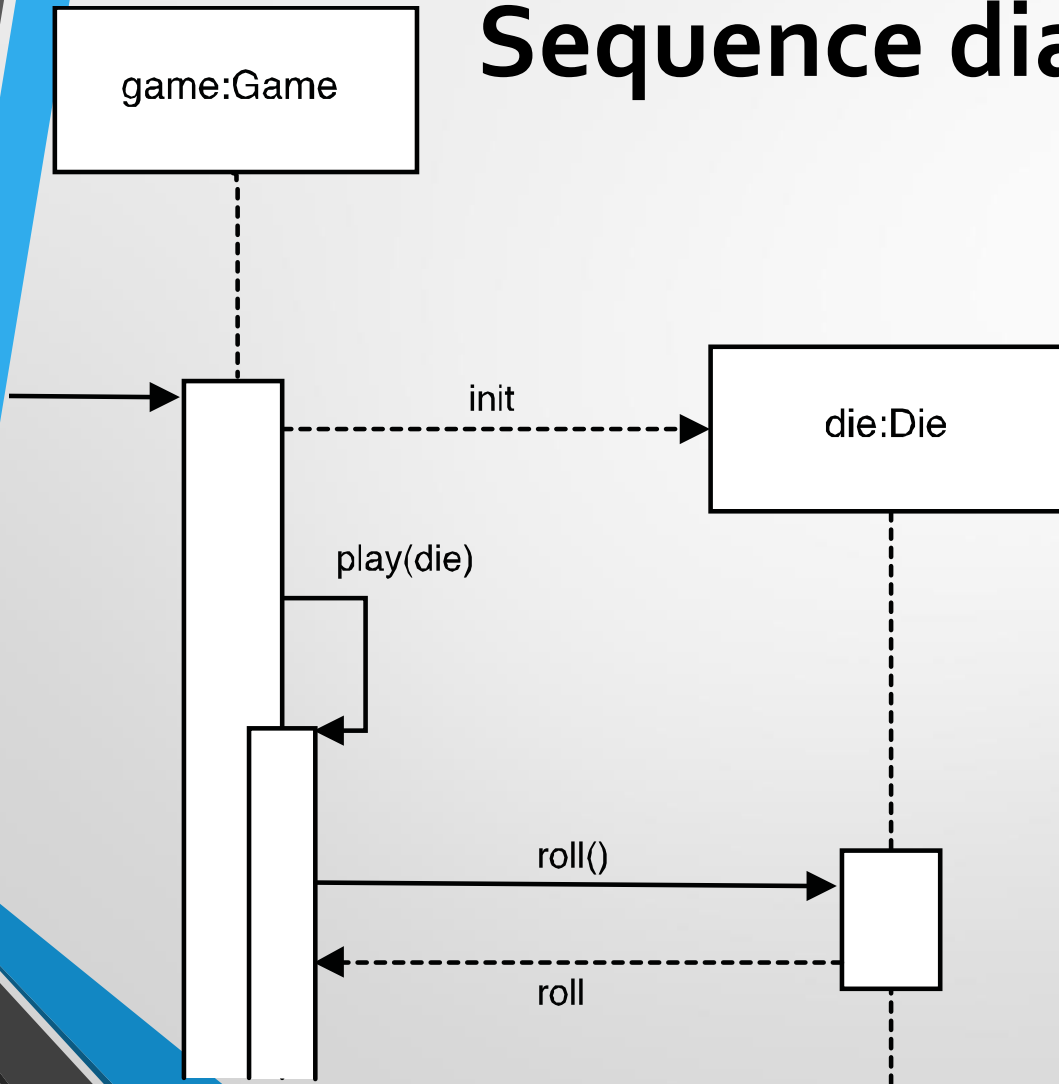 Sequence dia
game:Game
init
die:Die
play(die)
roll()
roll